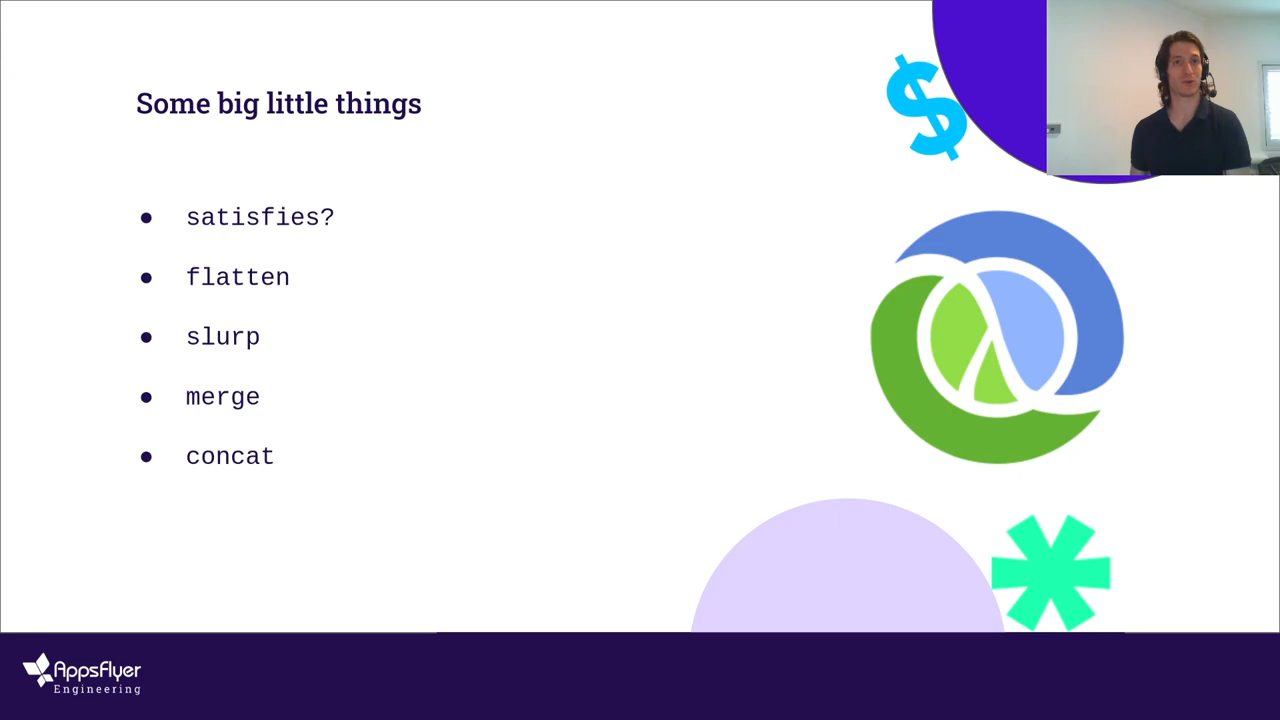 Some big little things
satisfies?
flatten
slurp
merge
concat
AppsFlyer
Engineering